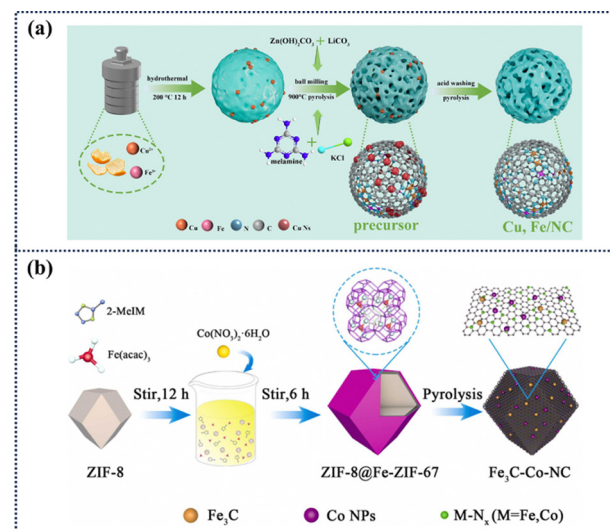 (a)
Zn(OH)2CO3 + LiCO3
hydrothermal
200 °C 12 h
ball milling
900°C pyrolysis
acid washing
pyrolysis
Cu²⁺
Fe³⁺
melamine
KCl
Cu Fe N C Cu Ns
precursor
Cu, Fe/NC
(b)
2-MeIM
Fe(acac)3
Co(NO3)2·6H2O
Stir,12 h
Stir,6 h
Pyrolysis
ZIF-8
ZIF-8@Fe-ZIF-67
Fe3C-Co-NC
Fe3C Co NPs M-Nx (M=Fe,Co)